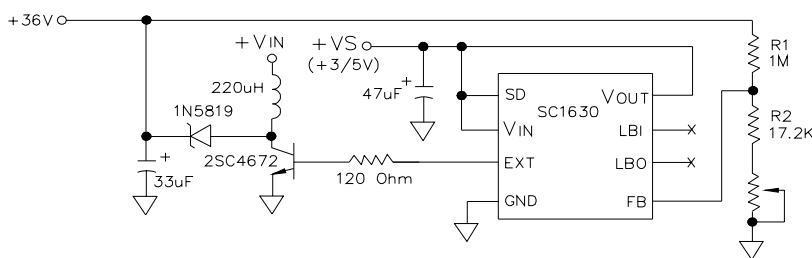 +36V
+VIN
+VS
(+3/5V)
R1
1M
220uH
47uF
+
1N5819
SD
SC1630
VOUT
R2
17.2K
VIN
LBI
+
33uF
2SC4672
EXT
LBO
120 Ohm
GND
FB